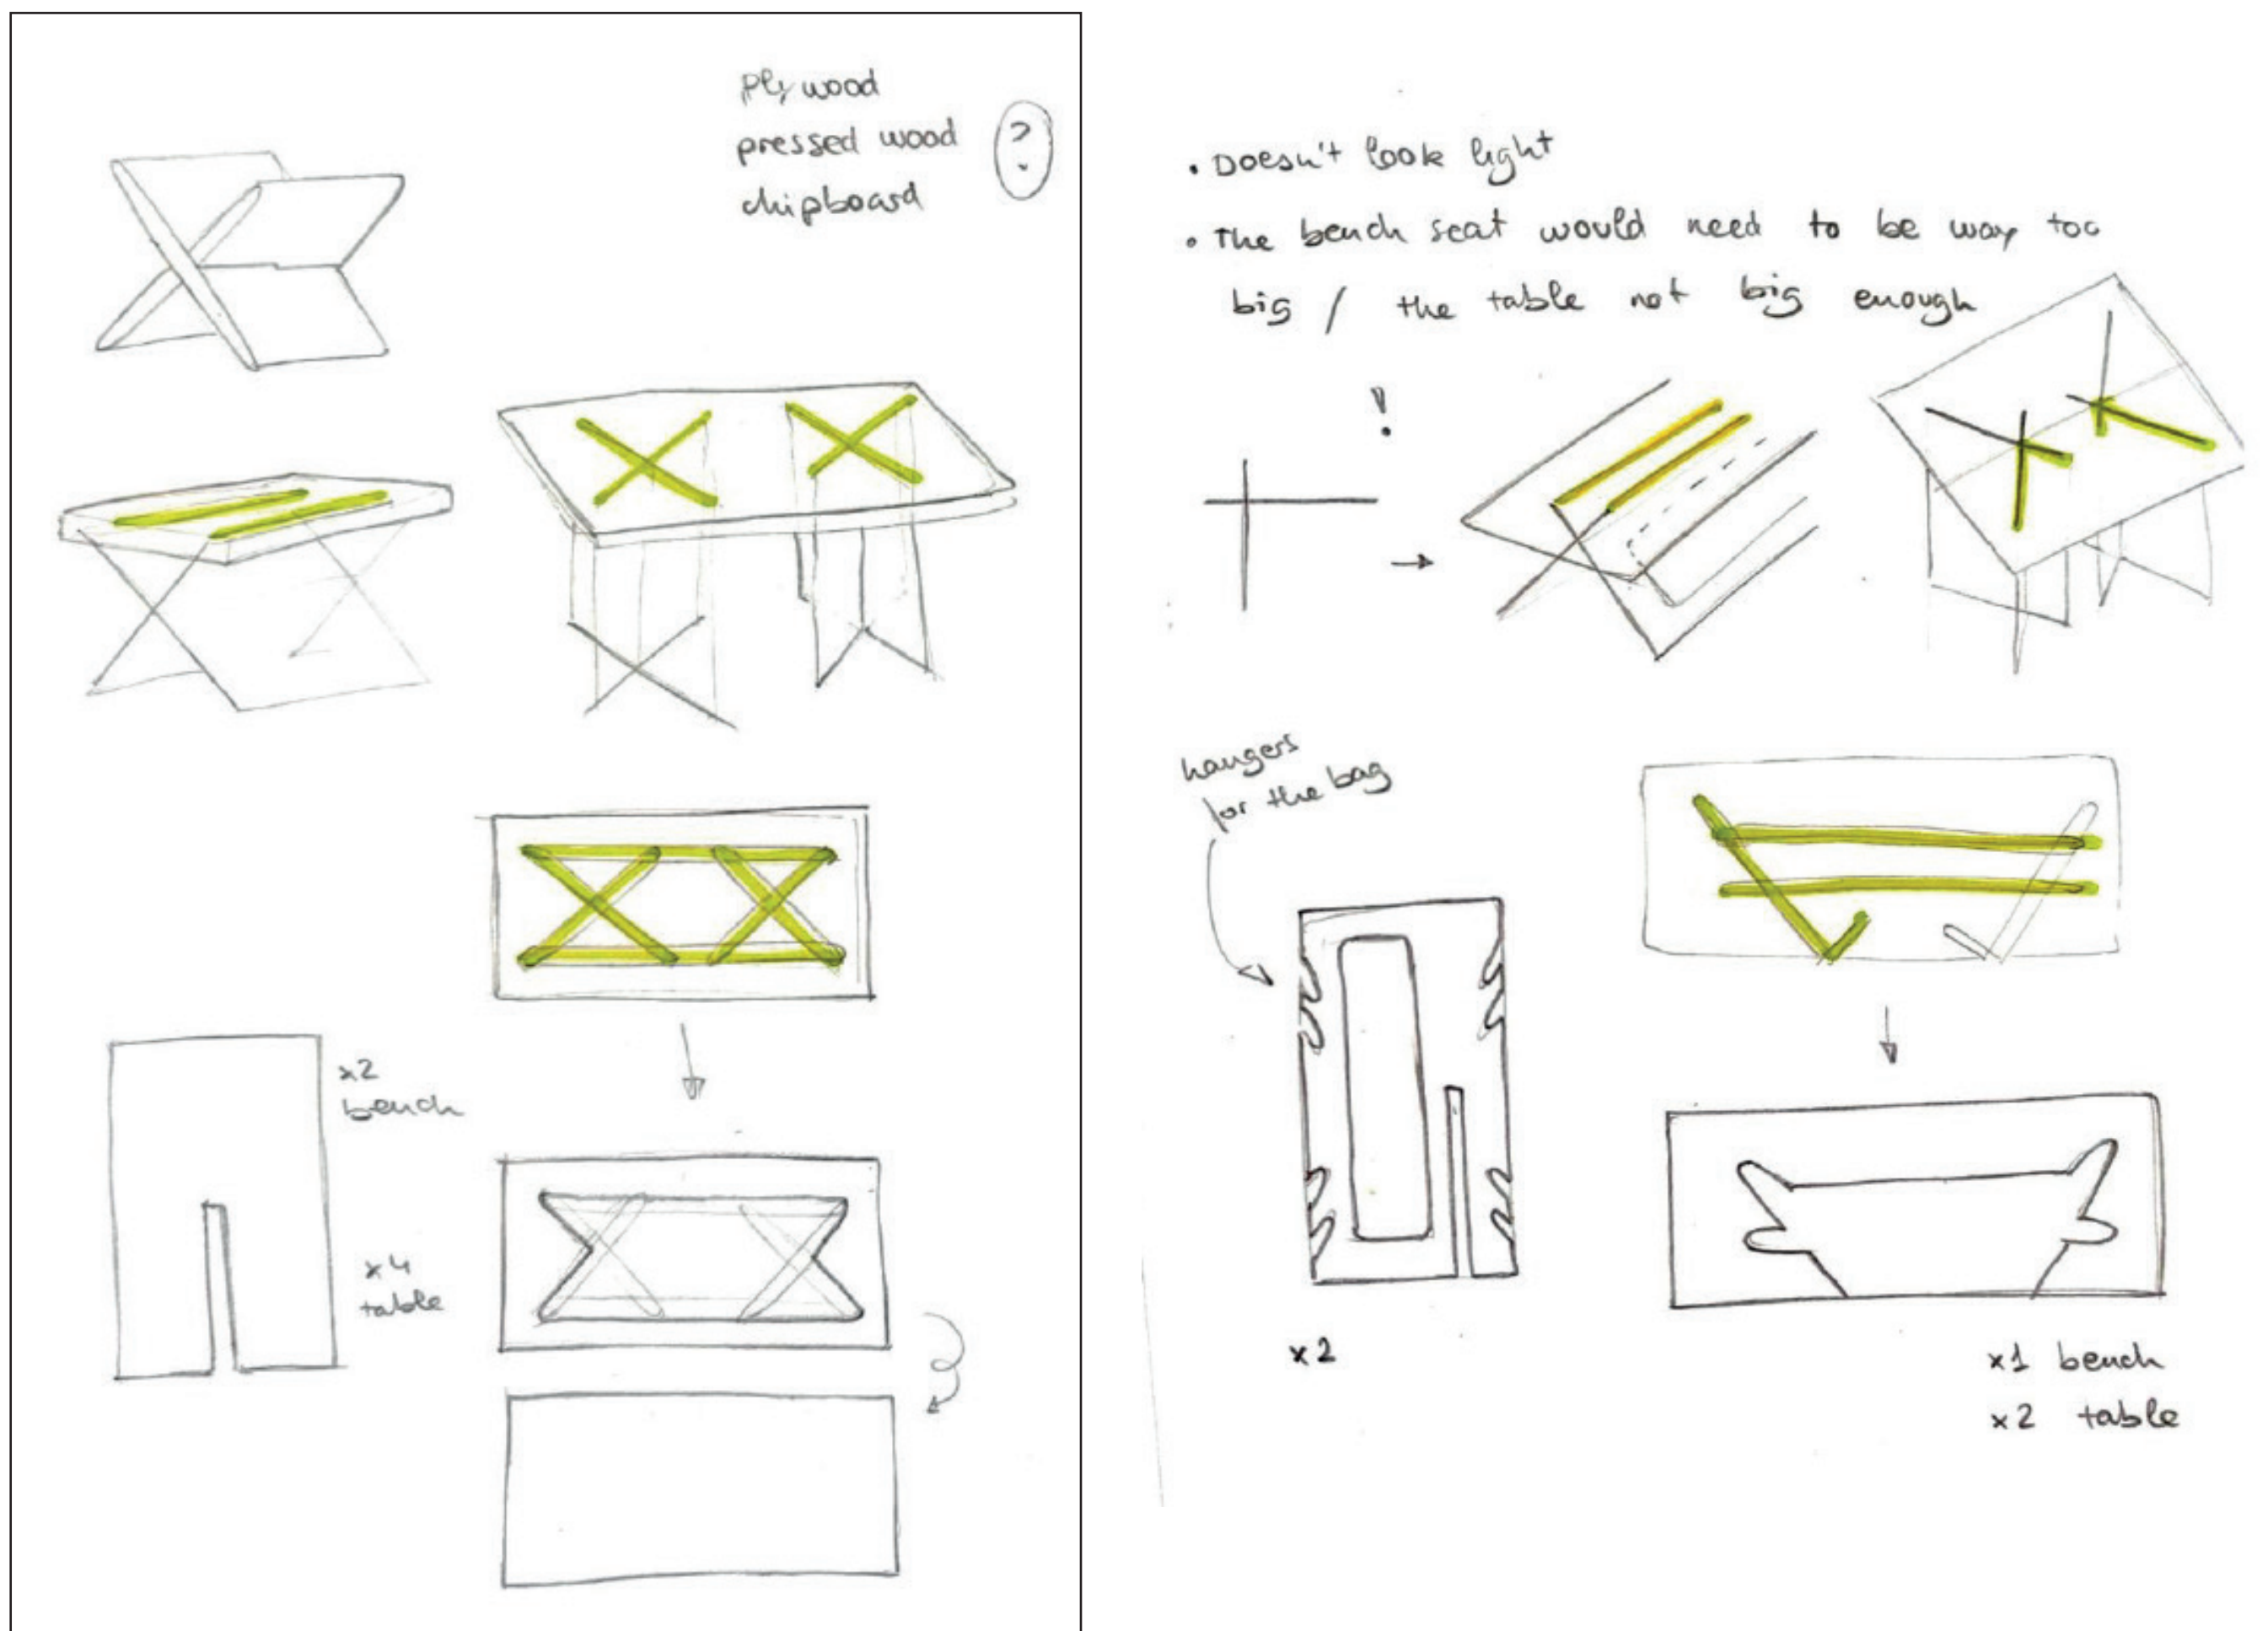 Plywood
pressed wood
?
chipboard
x2
bench
x4
table
• Doesn't look light
• The bench seat would need to be way too
big / the table not big enough
!
hangers
for the bag
x2
x1 bench
x2 table